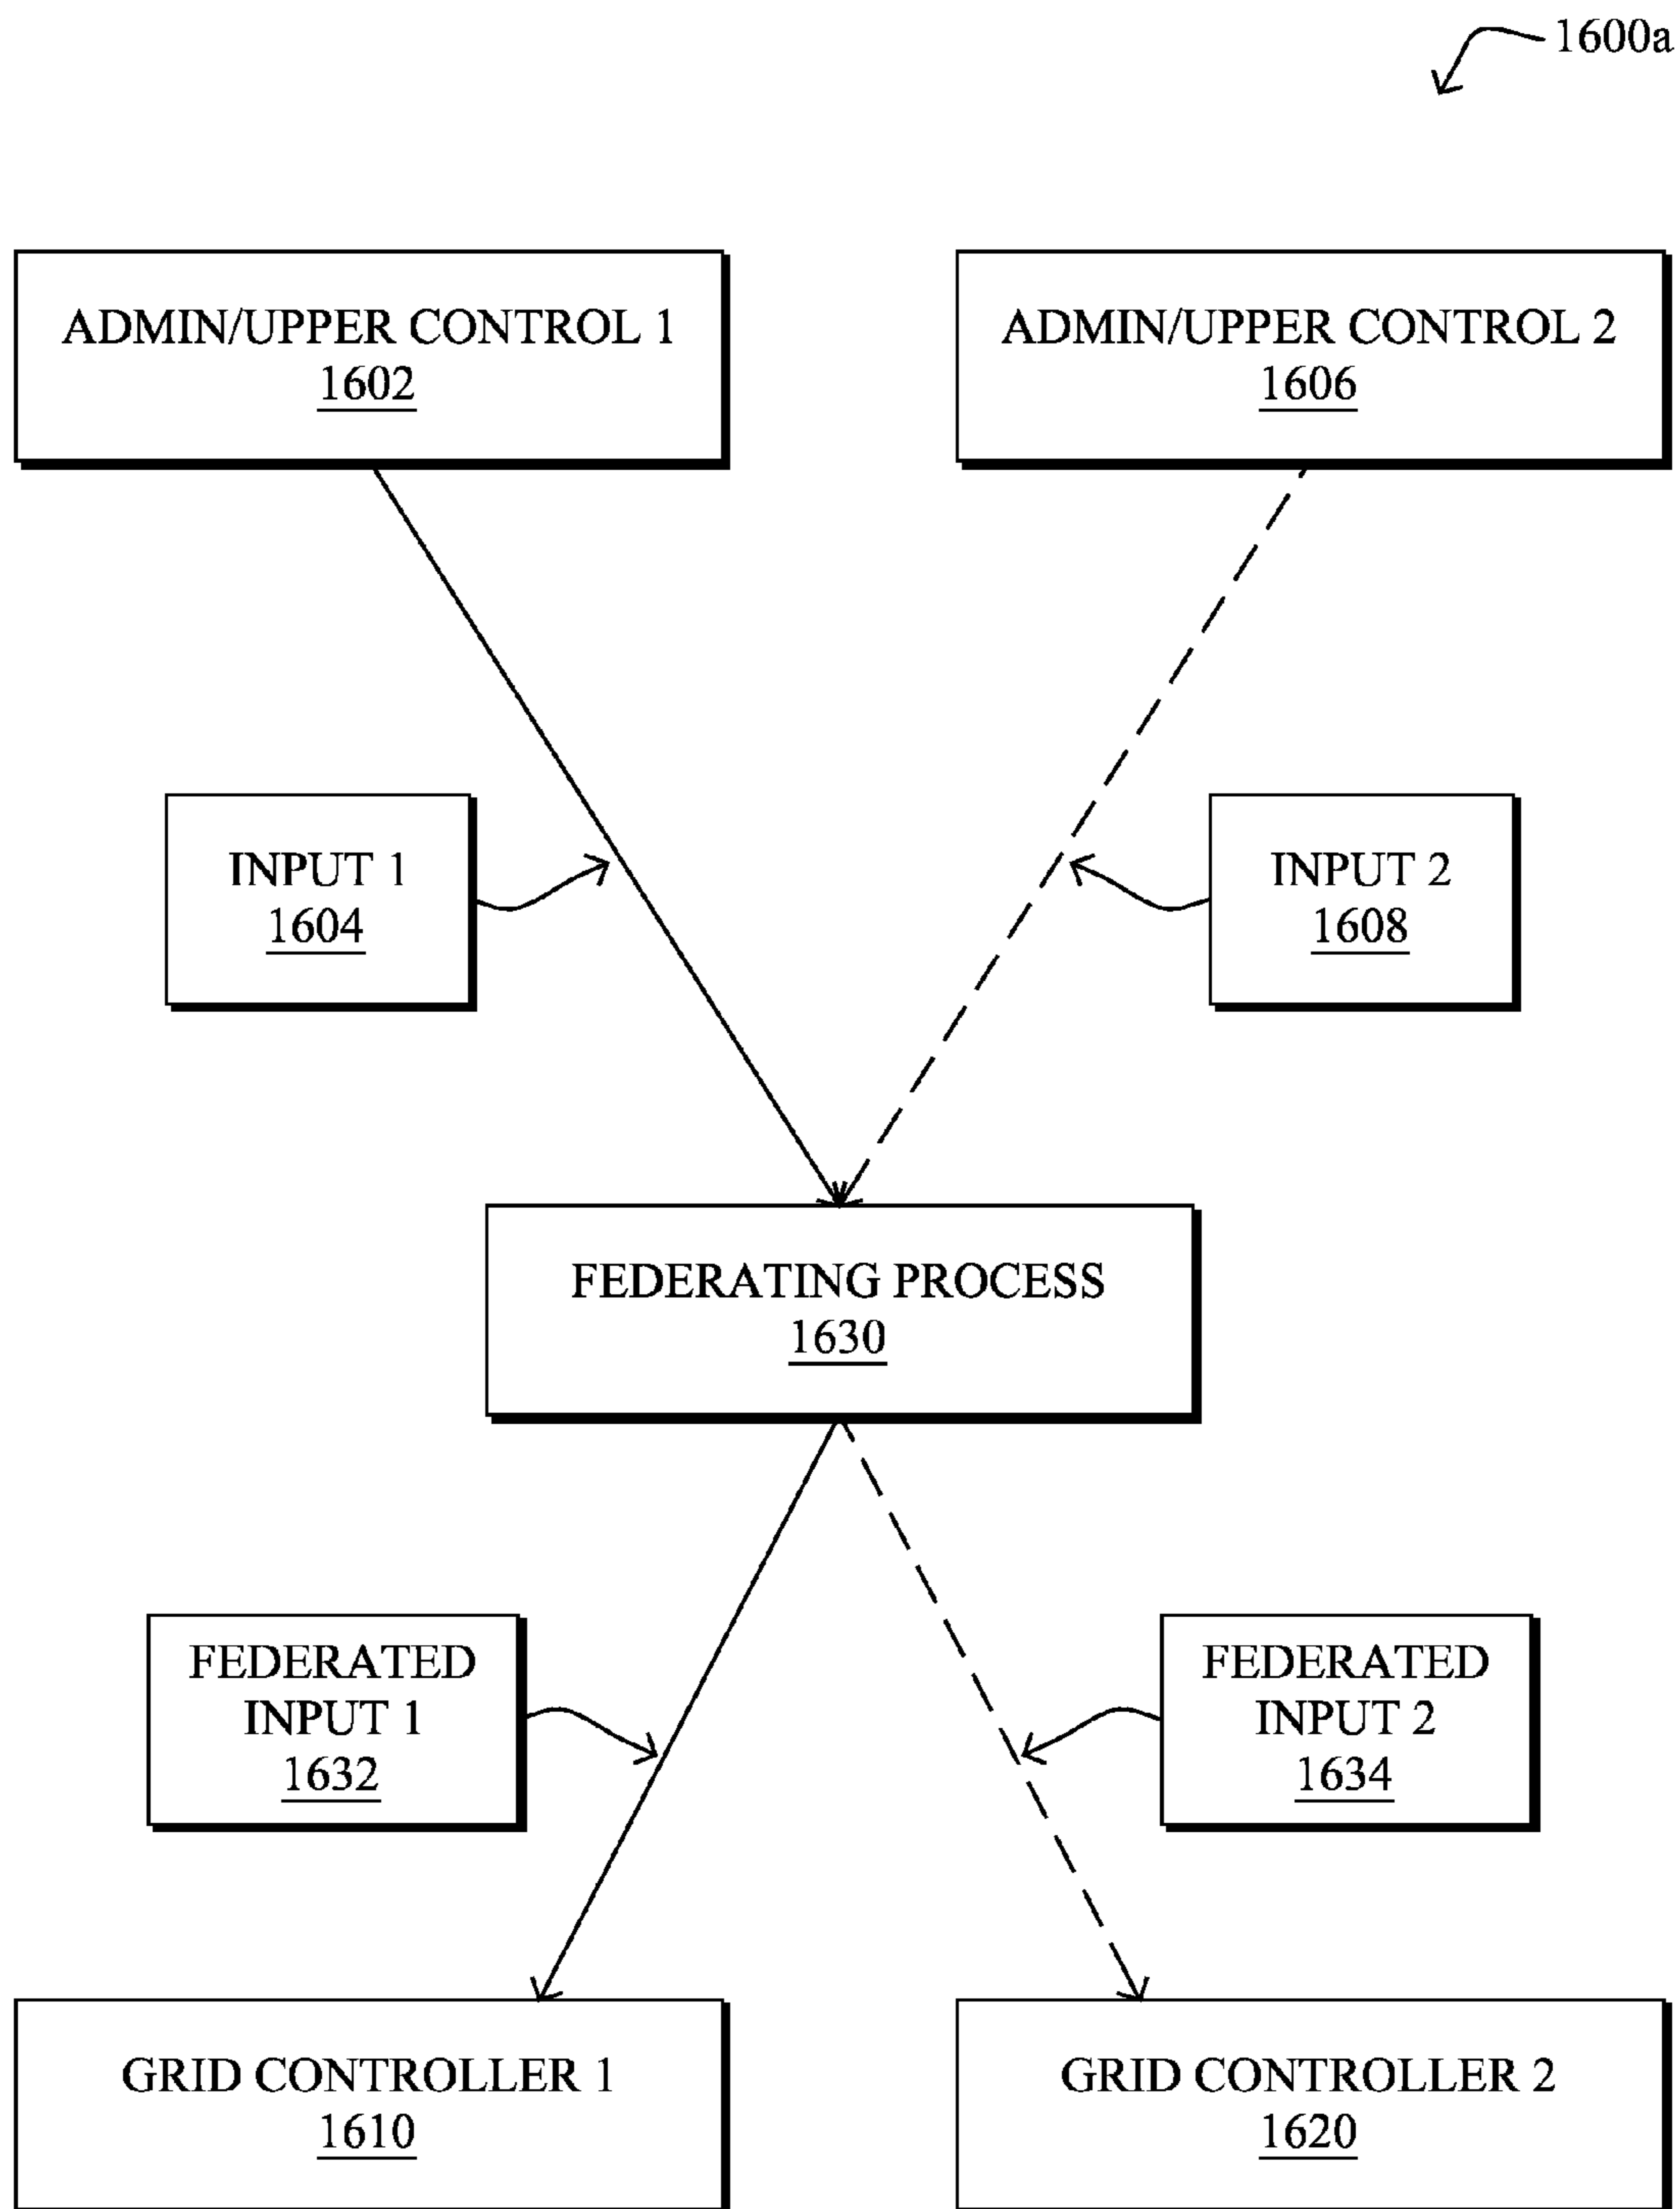 1600a
ADMIN/UPPER CONTROL 1
1602
ADMIN/UPPER CONTROL 2
1606
INPUT 1
1604
INPUT 2
1608
FEDERATING PROCESS
1630
FEDERATED
INPUT 1
1632
FEDERATED
INPUT 2
1634
GRID CONTROLLER 1
1610
GRID CONTROLLER 2
1620